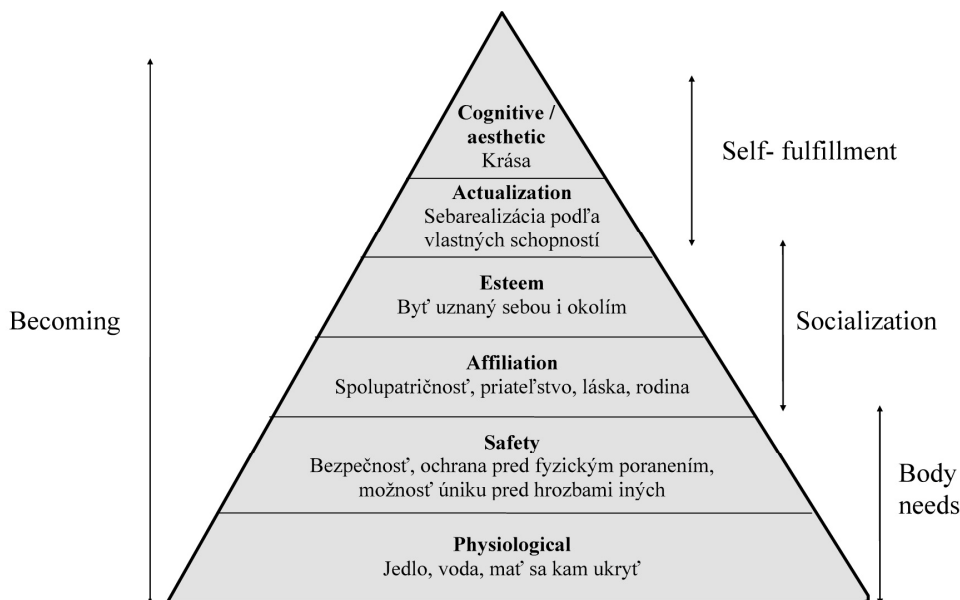 Cognitive /
aesthetic
Krása
Actualization
Sebarealizácia podľa
vlastných schopností
Esteem
Byť uznaný sebou i okolím
Affiliation
Spolupatričnosť, priateľstvo, láska, rodina
Safety
Bezpečnosť, ochrana pred fyzickým poranením,
možnosť úniku pred hrozbami iných
Physiological
Jedlo, voda, mať sa kam ukryť
Becoming
Self- fulfillment
Socialization
Body
needs